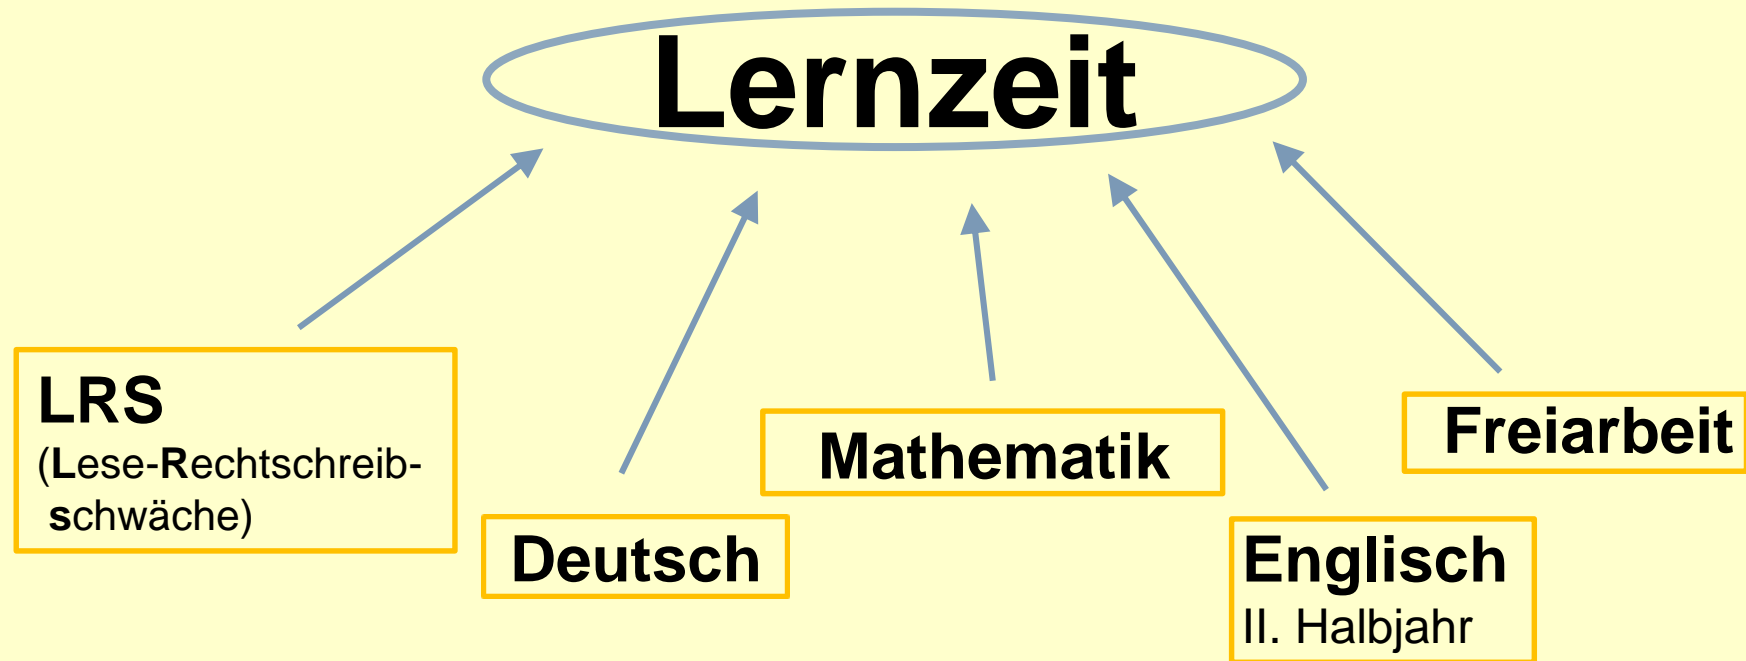 Lernzeit
LRS
(Lese-Rechtschreib-
schwäche)
Deutsch
Mathematik
Englisch
II. Halbjahr
Freiarbeit